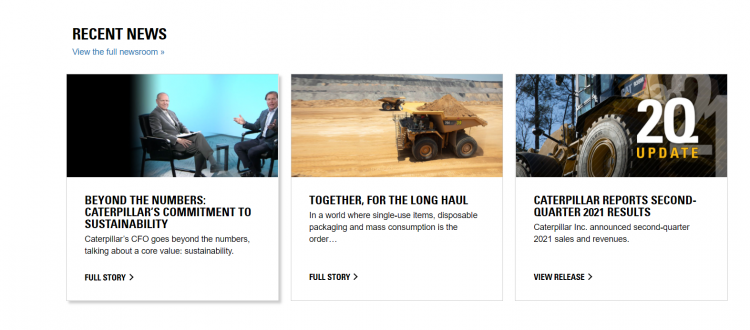 RECENT NEWS
View the full newsroom »
BEYOND THE NUMBERS:
CATERPILLAR'S COMMITMENT TO
SUSTAINABILITY
Caterpillar's CFO goes beyond the numbers,
talking about a core value: sustainability.
FULL STORY >
TOGETHER, FOR THE LONG HAUL
In a world where single-use items, disposable
packaging and mass consumption is the
order…
FULL STORY >
2Q
21
UPDATE
CATERPILLAR REPORTS SECOND-
QUARTER 2021 RESULTS
Caterpillar Inc. announced second-quarter
2021 sales and revenues.
VIEW RELEASE >